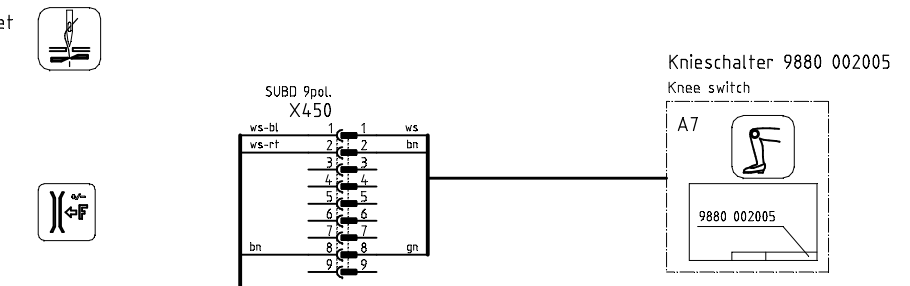 et
Knieschalter 9880 002005
Knee switch
SUBD 9pol.
X450
A7
ws-bl 1 1 ws
ws-rt 2 2 bn
3 3
4 4
5 5
6 6
7 7
bn 8 8 gn
9 9
9880 002005
F